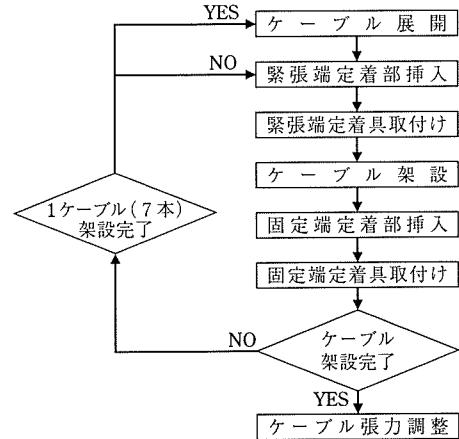 YES
ケーブル展開
NO
緊張端定着部挿入
緊張端定着具取付け
ケーブル架設
1ケーブル(7本)
架設完了
固定端定着部挿入
固定端定着具取付け
NO
ケーブル
架設完了
YES
ケーブル張力調整